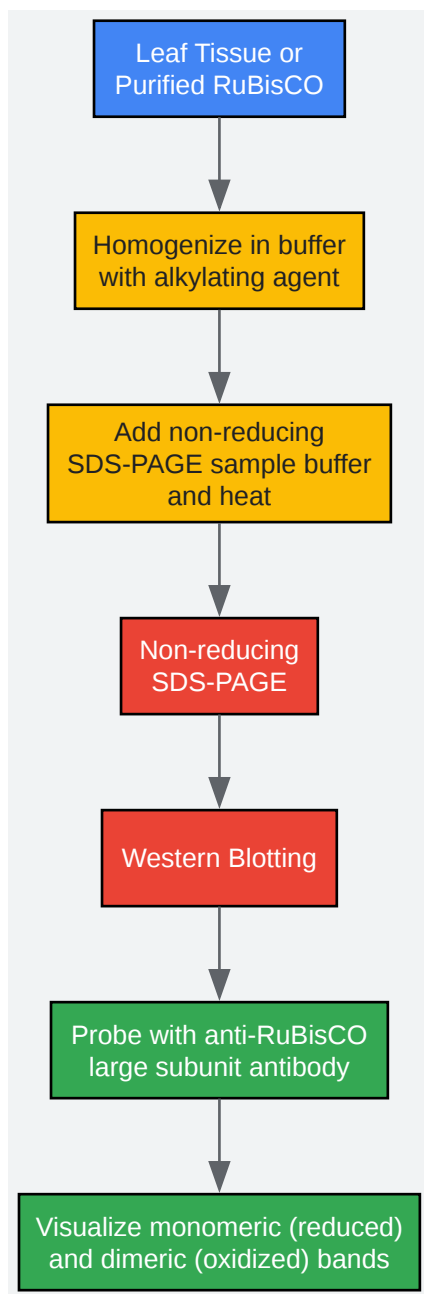 Leaf Tissue or
Purified RuBisCO
Homogenize in buffer
with alkylating agent
Add non-reducing
SDS-PAGE sample buffer
and heat
Non-reducing
SDS-PAGE
Western Blotting
Probe with anti-RuBisCO
large subunit antibody
Visualize monomeric (reduced)
and dimeric (oxidized) bands